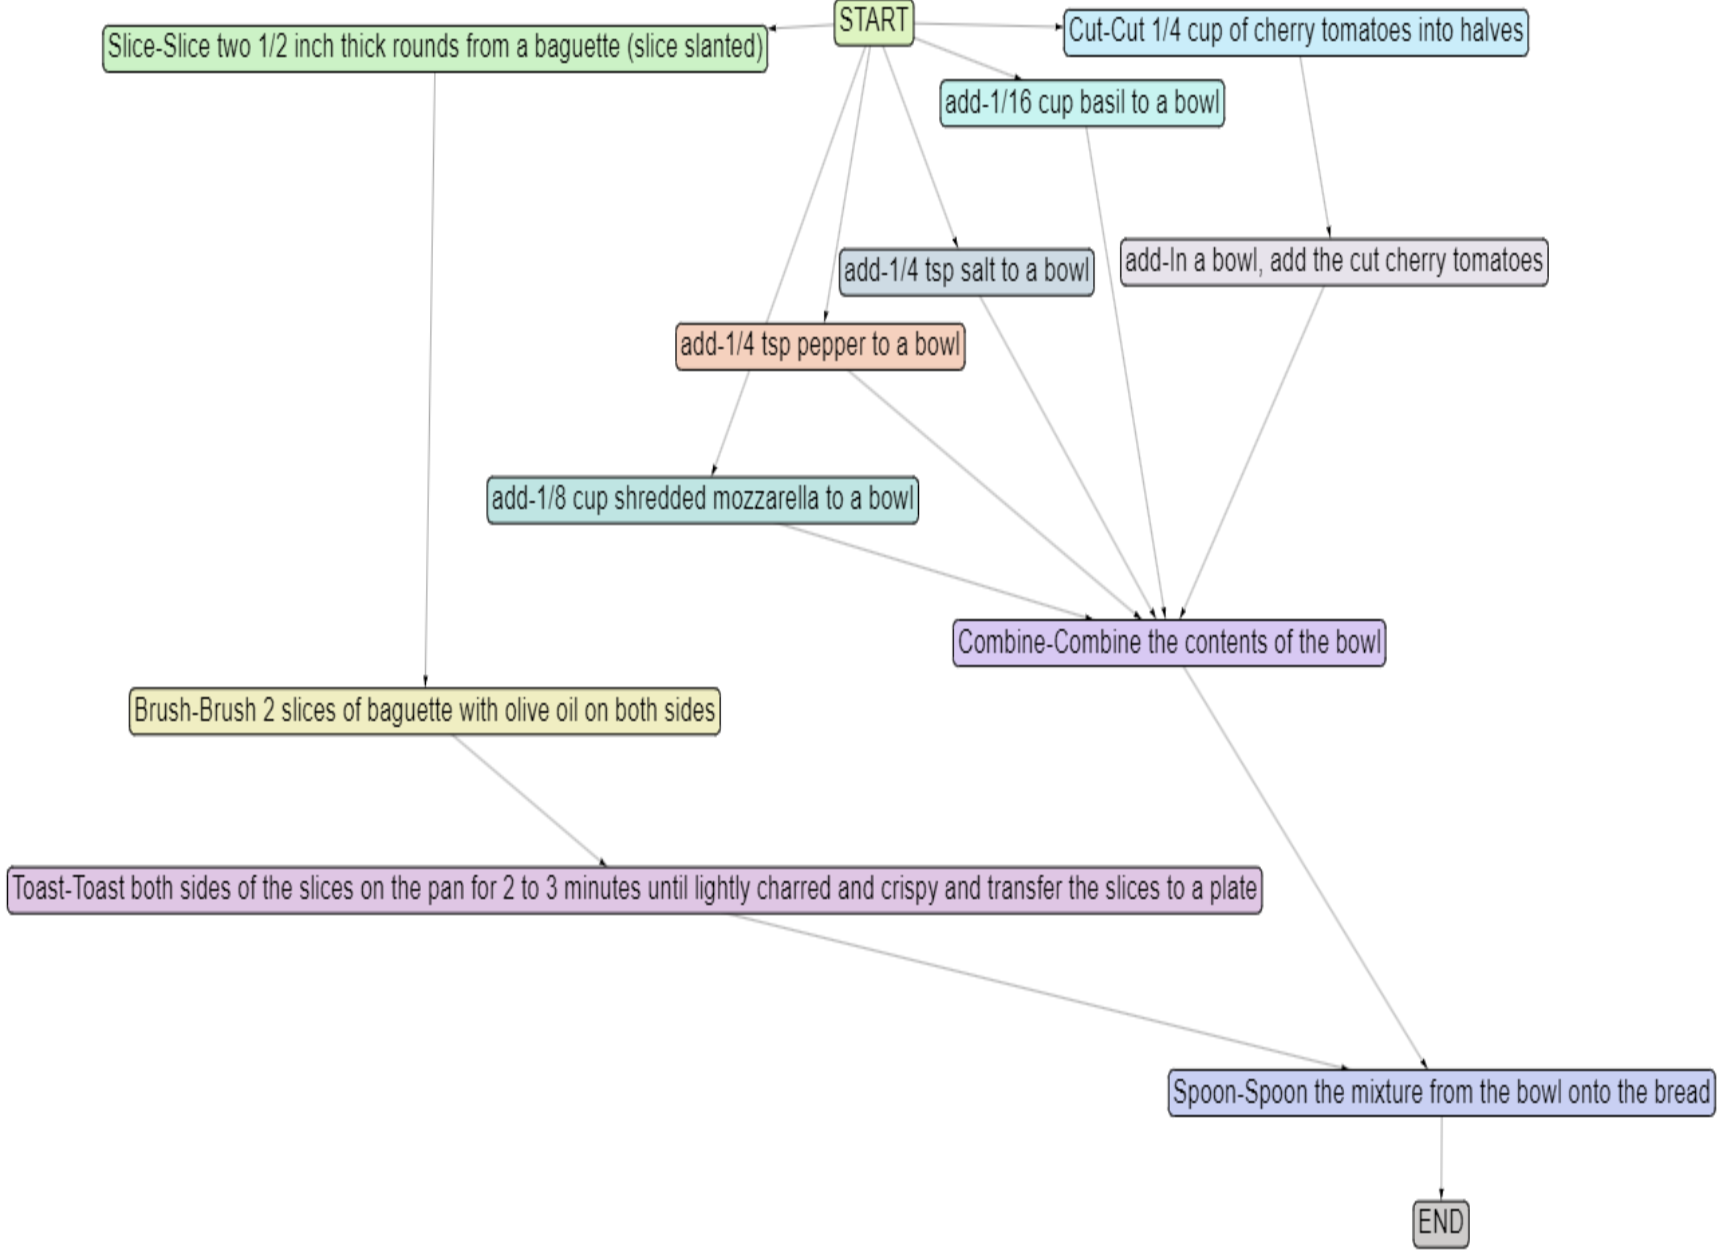 START
Slice-Slice two 1/2 inch thick rounds from a baguette (slice slanted)
Cut-Cut 1/4 cup of cherry tomatoes into halves
add-1/16 cup basil to a bowl
add-In a bowl, add the cut cherry tomatoes
add-1/4 tsp salt to a bowl
add-1/4 tsp pepper to a bowl
add-1/8 cup shredded mozzarella to a bowl
Combine-Combine the contents of the bowl
Brush-Brush 2 slices of baguette with olive oil on both sides
Toast-Toast both sides of the slices on the pan for 2 to 3 minutes until lightly charred and crispy and transfer the slices to a plate
Spoon-Spoon the mixture from the bowl onto the bread
END